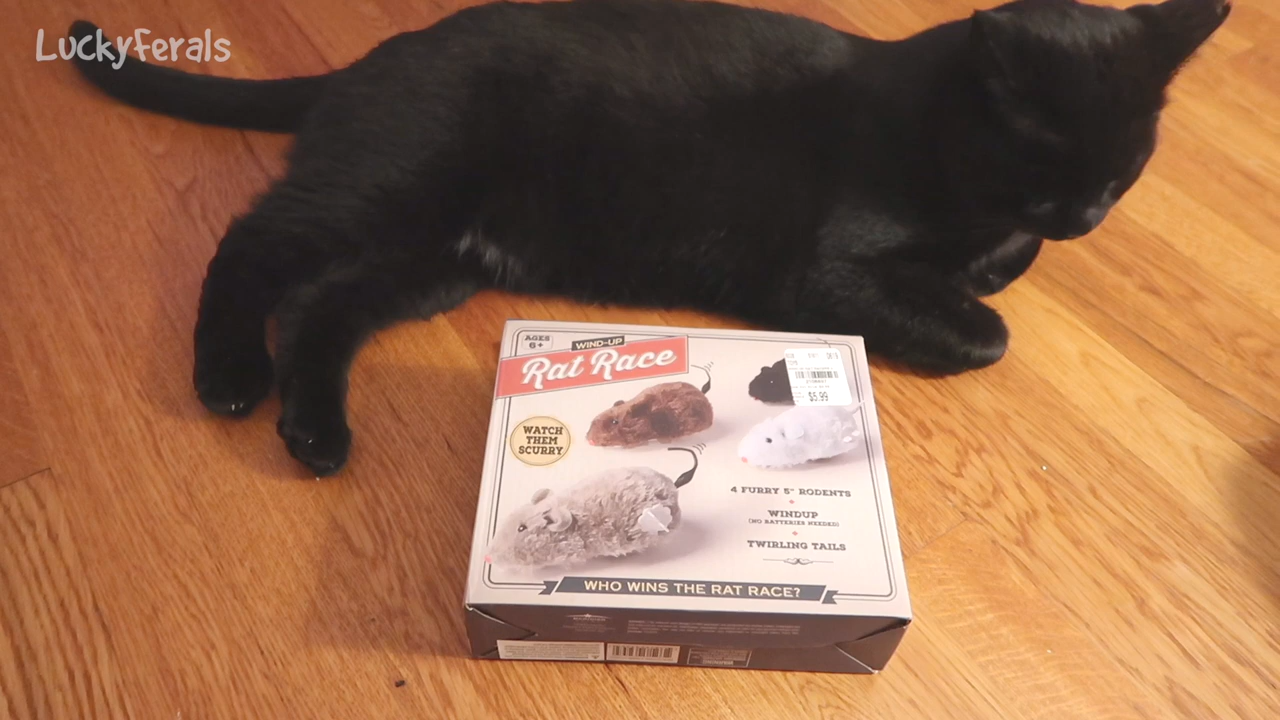 LuckyFerals
AGES
6+
WIND-UP
Rat Race
$5.99
WATCH
THEM
SCURRY
4 FURRY 5" RODENTS
WINDUP
(NO BATTERIES NEEDED)
TWIRLING TAILS
WHO WINS THE RAT RACE?